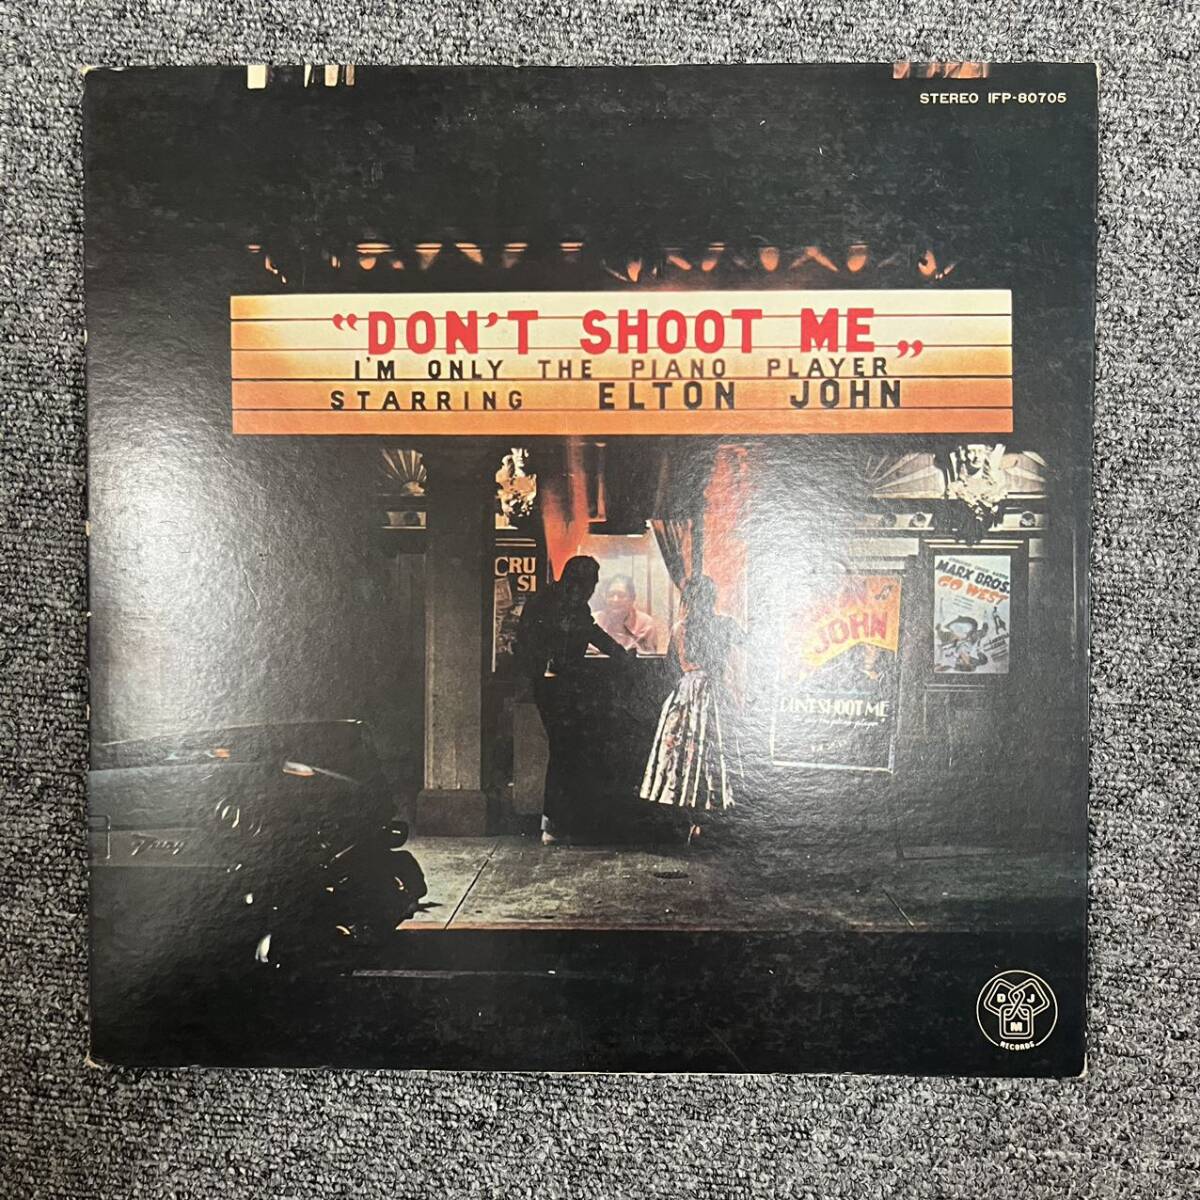 STEREO IFP-80705
“DON'T SHOOT ME„
I'M ONLY THE PIANO PLAYER
STARRING ELTON JOHN
CRU
SI
JOHN
DON'T SHOOT ME
MARX BROS.
GO WEST
D J
M
RECORDS